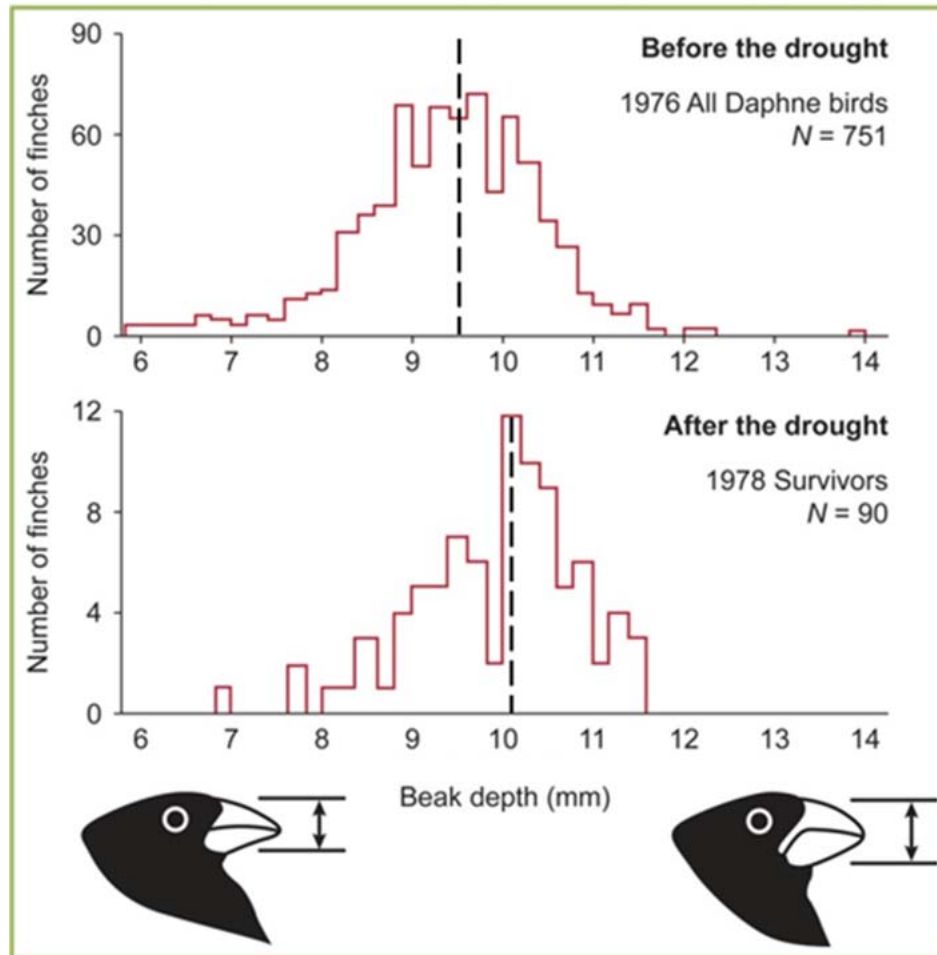 90
Before the drought
1976 All Daphne birds
N = 751
60
30
0
Number of finches
6 7 8 9 10 11 12 13 14
12
After the drought
1978 Survivors
N = 90
8
4
0
Number of finches
6 7 8 9 10 11 12 13 14
Beak depth (mm)